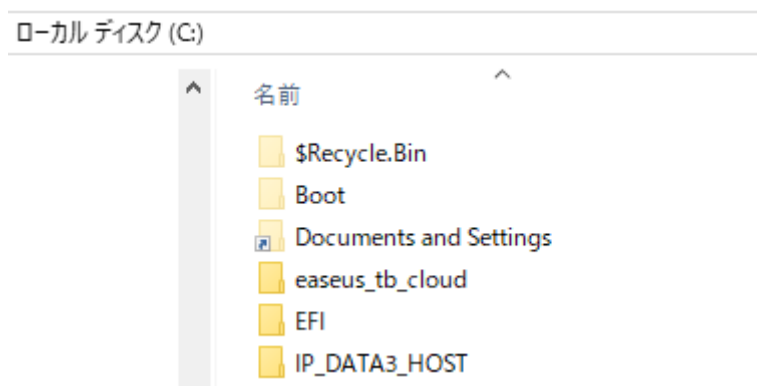 ローカル ディスク (C:)
名前
$Recycle.Bin
Boot
Documents and Settings
easeus_tb_cloud
EFI
IP_DATA3_HOST